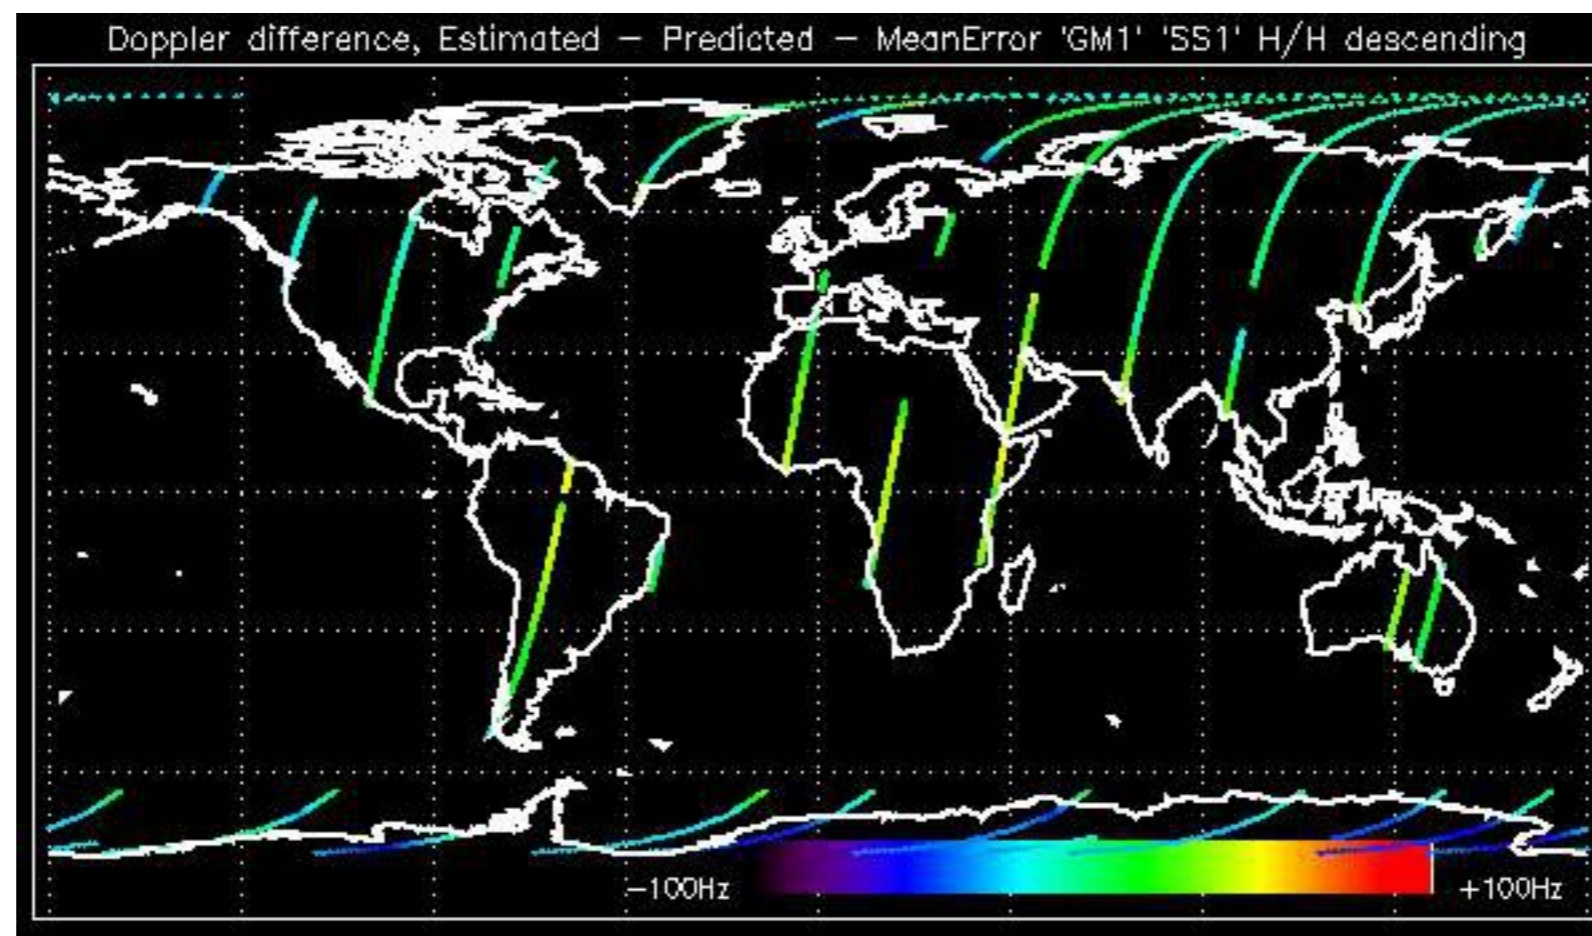 Doppler difference, Estimated — Predicted — MeanError 'GM1' 'SS1' H/H descending
−100Hz
+100Hz